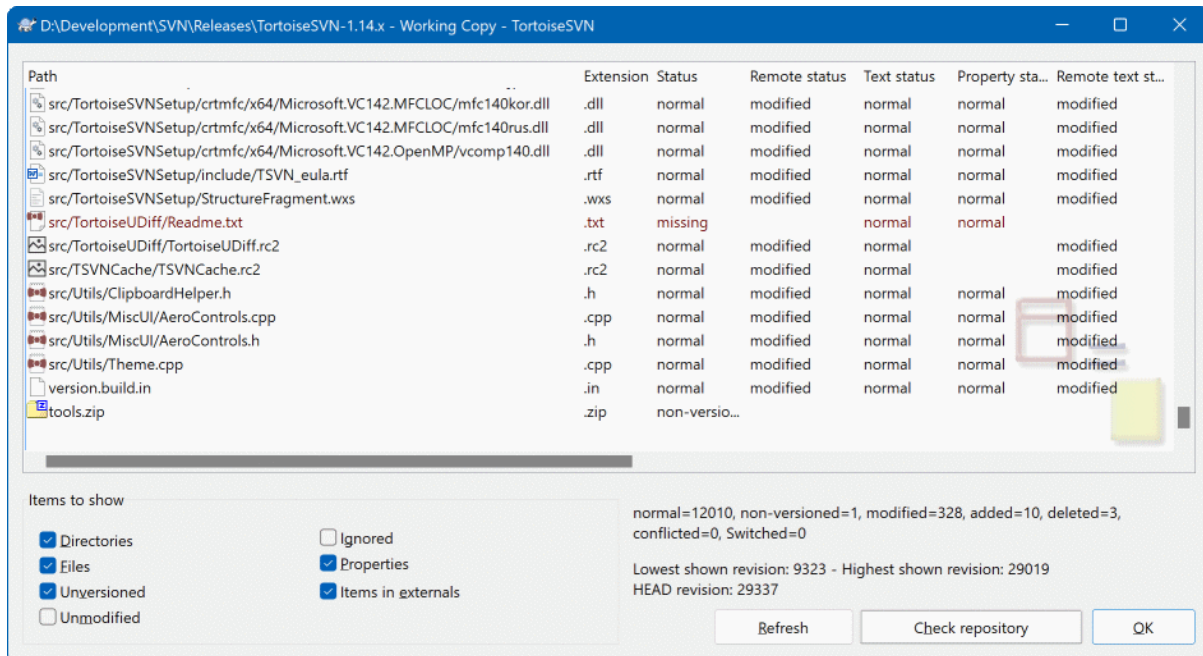 D:\Development\SVN\Releases\TortoiseSVN-1.14.x - Working Copy - TortoiseSVN
Path Extension Status Remote status Text status Property sta... Remote text st...
src/TortoiseSVNSetup/crtmfc/x64/Microsoft.VC142.MFCLOC/mfc140kor.dll .dll normal modified normal normal modified
src/TortoiseSVNSetup/crtmfc/x64/Microsoft.VC142.MFCLOC/mfc140rus.dll .dll normal modified normal normal modified
src/TortoiseSVNSetup/crtmfc/x64/Microsoft.VC142.OpenMP/vcomp140.dll .dll normal modified normal normal modified
src/TortoiseSVNSetup/include/TSVN_eula.rtf .rtf normal modified normal normal modified
src/TortoiseSVNSetup/StructureFragment.wxs .wxs normal modified normal normal modified
src/TortoiseUDiff/Readme.txt .txt missing normal normal
src/TortoiseUDiff/TortoiseUDiff.rc2 .rc2 normal modified normal modified
src/TSVNCache/TSVNCache.rc2 .rc2 normal modified normal modified
src/Utils/ClipboardHelper.h .h normal modified normal normal modified
src/Utils/MiscUI/AeroControls.cpp .cpp normal modified normal normal modified
src/Utils/MiscUI/AeroControls.h .h normal modified normal normal modified
src/Utils/Theme.cpp .cpp normal modified normal normal modified
version.build.in .in normal modified normal normal modified
tools.zip .zip non-versio...
Items to show
Directories
Files
Unversioned
Unmodified
Ignored
Properties
Items in externals
normal=12010, non-versioned=1, modified=328, added=10, deleted=3,
conflicted=0, Switched=0
Lowest shown revision: 9323 - Highest shown revision: 29019
HEAD revision: 29337
Refresh Check repository OK